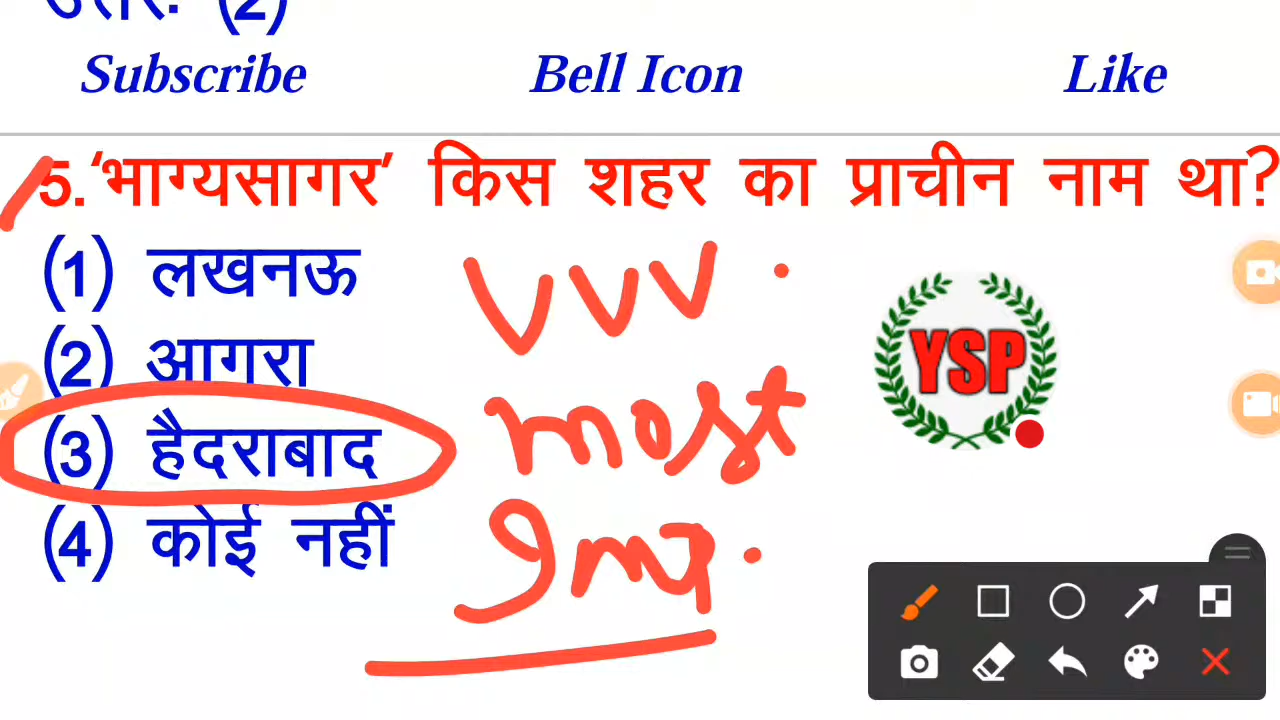 उत्तरः (2)
Subscribe Bell Icon Like
5. ‘भाग्यसागर’ किस शहर का प्राचीन नाम था?
(1) लखनऊ
(2) आगरा
(3) हैदराबाद
(4) कोई नहीं
VVV.
most
Imp.
YSP